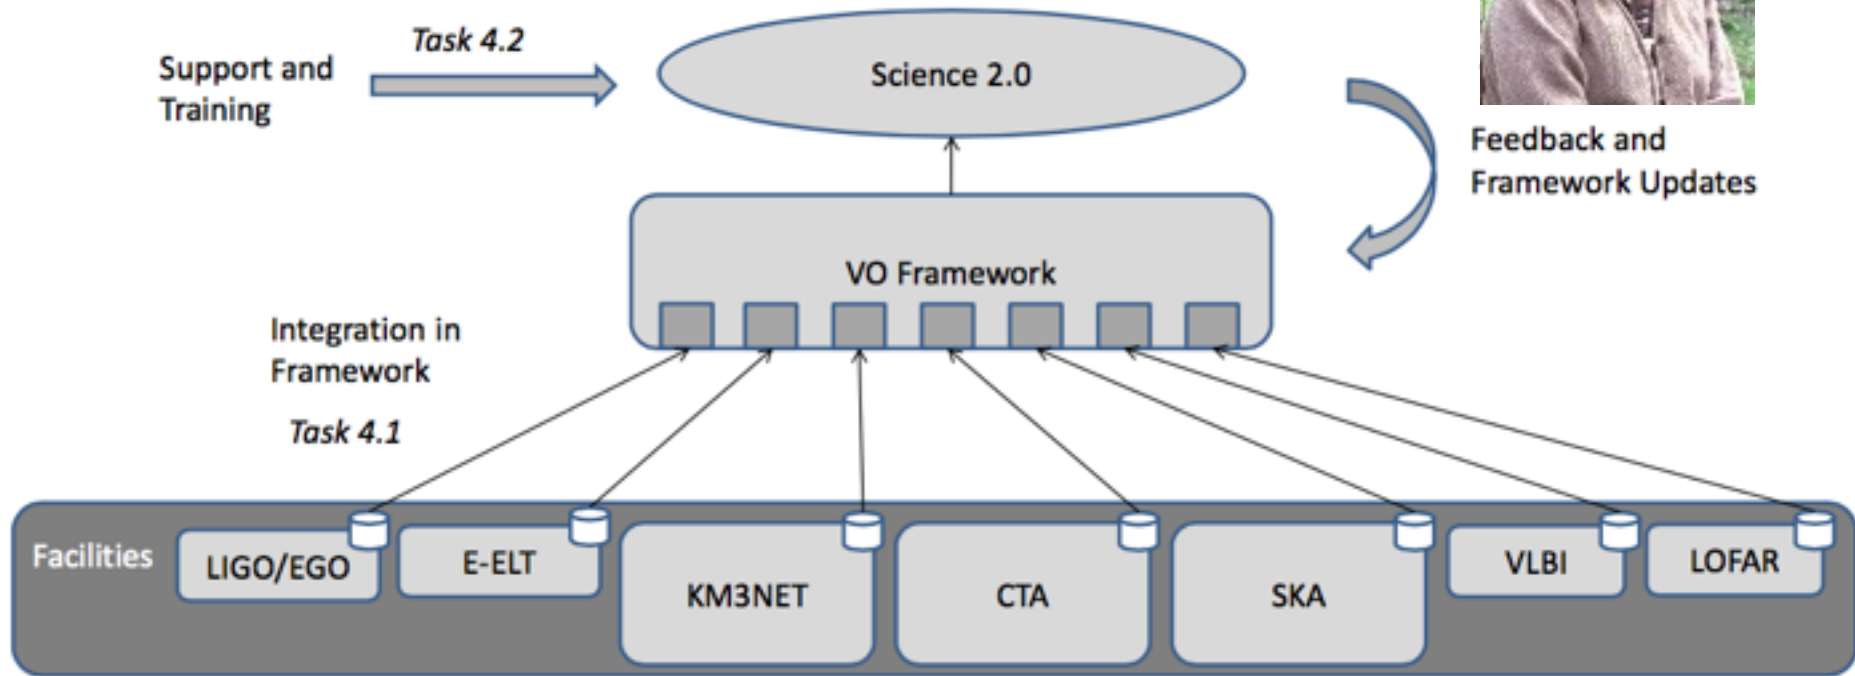 Task 4.2
Support and
Training
Science 2.0
Feedback and
Framework Updates
VO Framework
Integration in
Framework
Task 4.1
Facilities
LIGO/EGO
E-ELT
KM3NET
CTA
SKA
VLBI
LOFAR